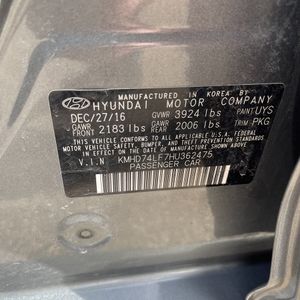 MANUFACTURED IN KOREA BY
HYUNDAI MOTOR COMPANY
DEC/27/16 GVWR 3924 lbs PAINT:UYS
GAWR FRONT 2183 lbs GAWR REAR 2006 lbs TRIM:PKG
THIS VEHICLE CONFORMS TO ALL APPLICABLE U.S.A. FEDERAL
MOTOR VEHICLE SAFETY, BUMPER, AND THEFT PREVENTION
STANDARDS IN EFFECT ON THE DATE OF MANUFACTURE SHOWN ABOVE.
V.I.N KMHD74LF7HU362475
PASSENGER CAR